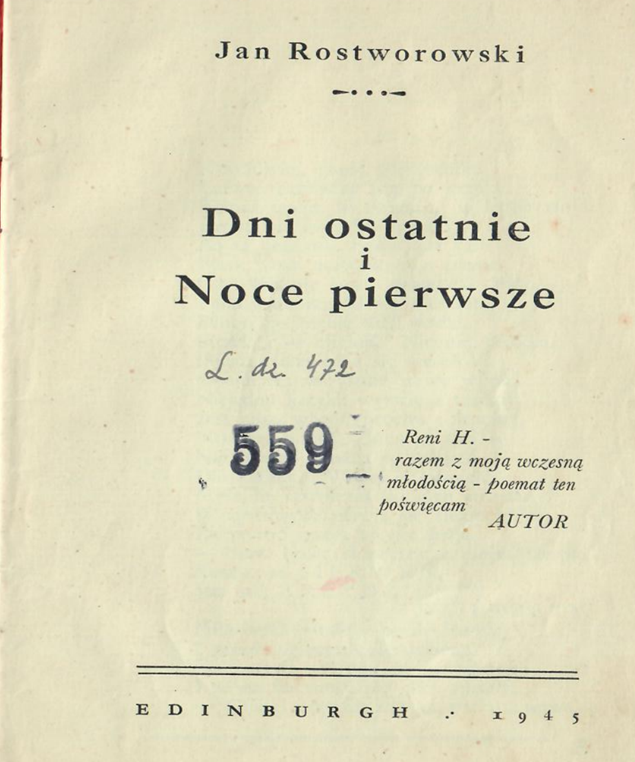 Jan Rostworowski
Dni ostatnie
i
Noce pierwsze
L. dz. 472
559
Reni H. -
razem z moją wczesną
młodością - poemat ten
poświęcam
AUTOR
EDINBURGH 1945